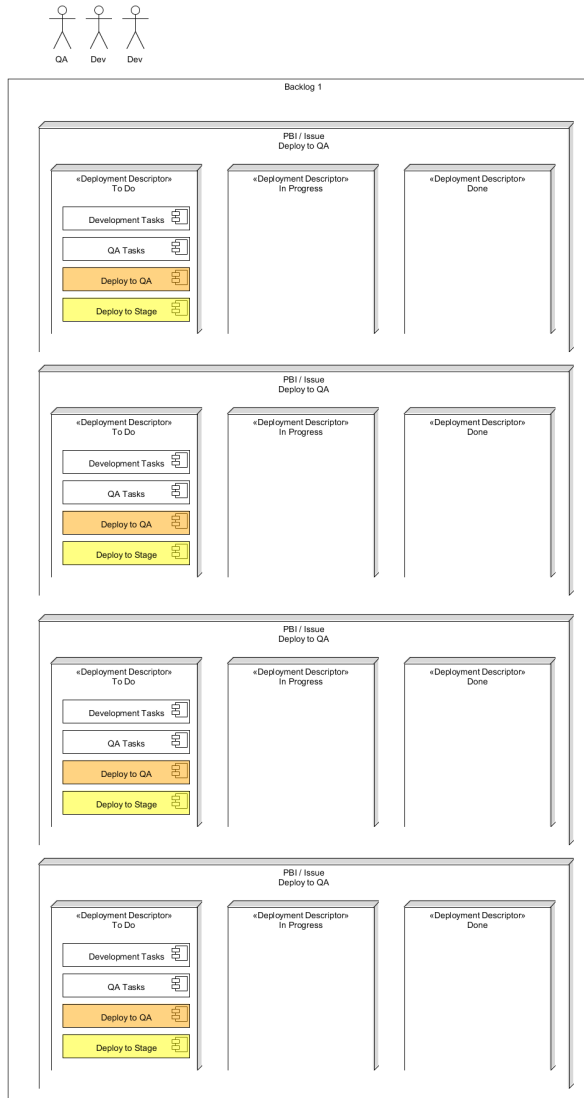 QA Dev Dev
Backlog 1
PBI / Issue
Deploy to QA
«Deployment Descriptor» «Deployment Descriptor» «Deployment Descriptor»
To Do In Progress Done
Development Tasks
QA Tasks
Deploy to QA
Deploy to Stage
PBI / Issue
Deploy to QA
«Deployment Descriptor» «Deployment Descriptor» «Deployment Descriptor»
To Do In Progress Done
Development Tasks
QA Tasks
Deploy to QA
Deploy to Stage
PBI / Issue
Deploy to QA
«Deployment Descriptor» «Deployment Descriptor» «Deployment Descriptor»
To Do In Progress Done
Development Tasks
QA Tasks
Deploy to QA
Deploy to Stage
PBI / Issue
Deploy to QA
«Deployment Descriptor» «Deployment Descriptor» «Deployment Descriptor»
To Do In Progress Done
Development Tasks
QA Tasks
Deploy to QA
Deploy to Stage